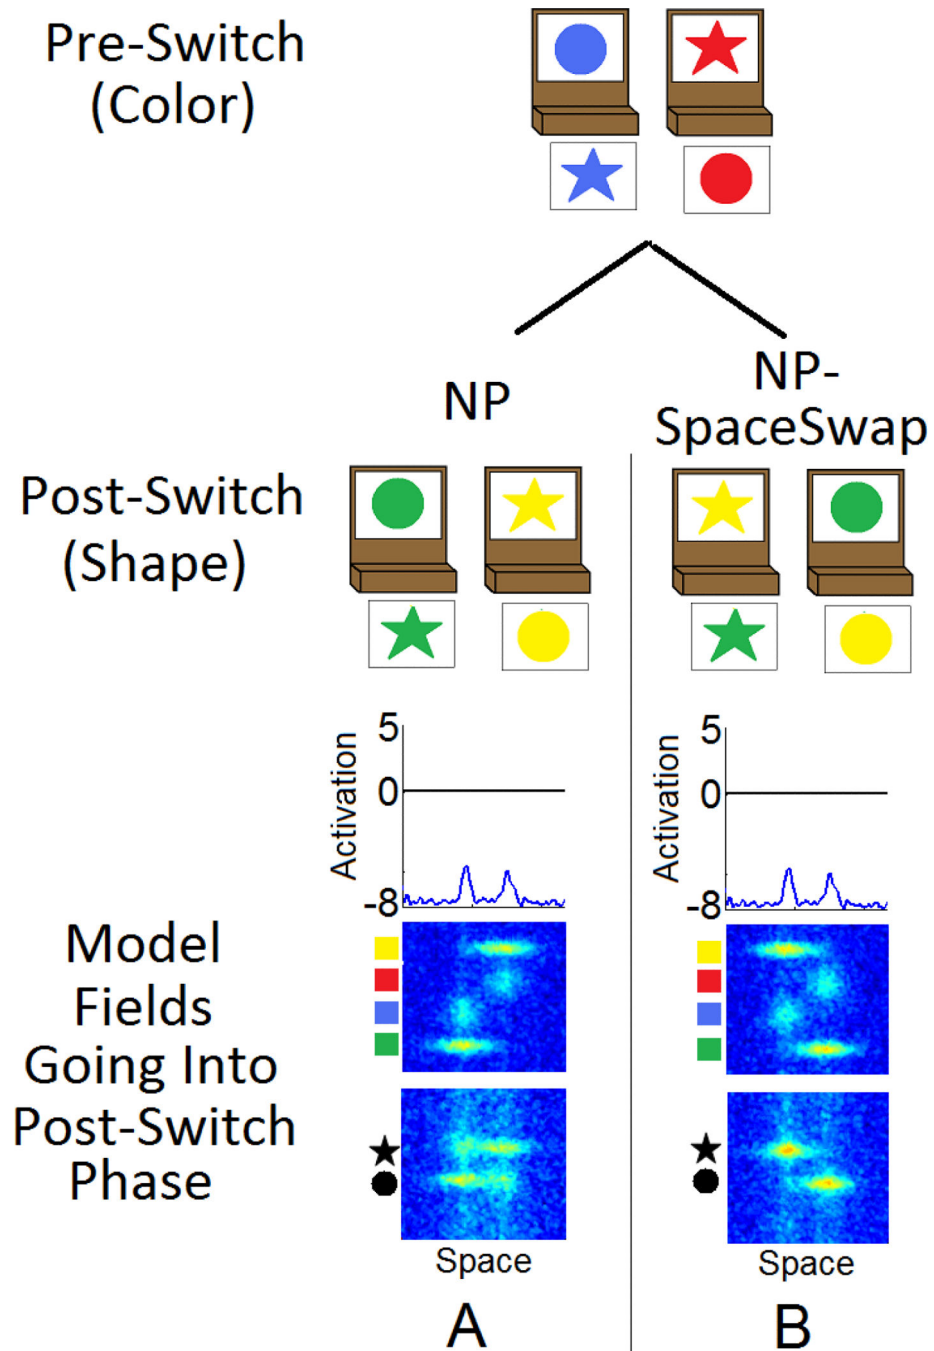 Pre-Switch
(Color)
NP
NP-
SpaceSwap
Post-Switch
(Shape)
5
0
-8
Activation
5
0
-8
Activation
Model
Fields
Going Into
Post-Switch
Phase
Space
Space
A
B